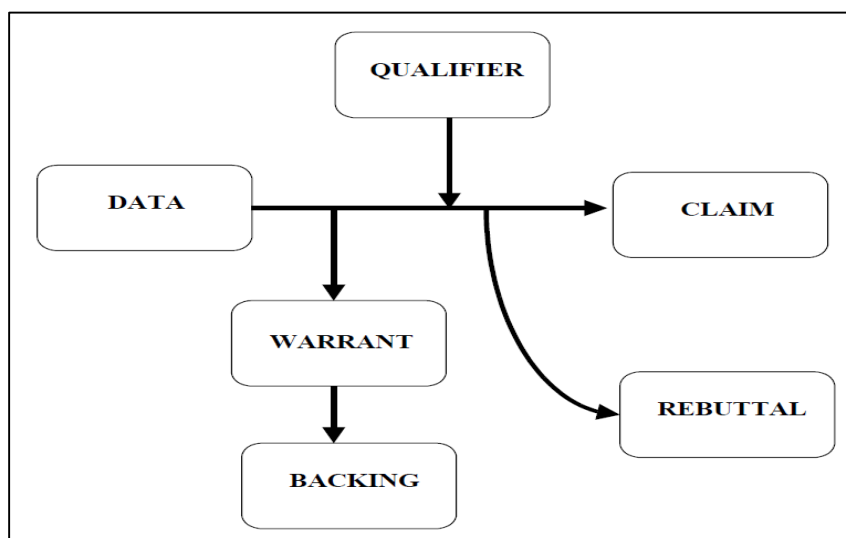 QUALIFIER
DATA
CLAIM
WARRANT
REBUTTAL
BACKING